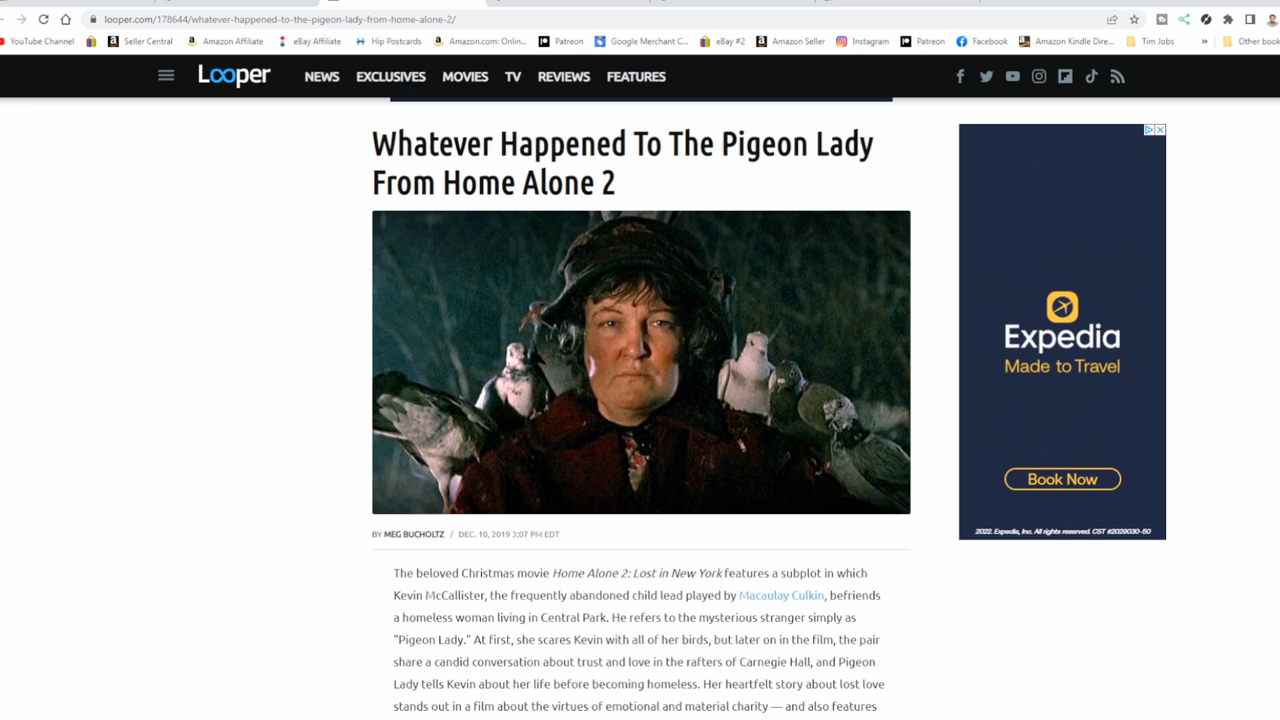 looper.com/178644/whatever-happened-to-the-pigeon-lady-from-home-alone-2/
YouTube Channel Seller Central Amazon Affiliate eBay Affiliate Hip Postcards Amazon.com: Onlin... Patreon Google Merchant C... eBay #2 Amazon Seller Instagram Patreon Facebook Amazon Kindle Dire... Tim Jobs » Other book
Looper NEWS EXCLUSIVES MOVIES TV REVIEWS FEATURES
Whatever Happened To The Pigeon Lady
From Home Alone 2
BY MEG BUCHOLTZ / DEC. 10, 2019 3:07 PM EDT
The beloved Christmas movie Home Alone 2: Lost in New York features a subplot in which
Kevin McCallister, the frequently abandoned child lead played by Macaulay Culkin, befriends
a homeless woman living in Central Park. He refers to the mysterious stranger simply as
"Pigeon Lady." At first, she scares Kevin with all of her birds, but later on in the film, the pair
share a candid conversation about trust and love in the rafters of Carnegie Hall, and Pigeon
Lady tells Kevin about her life before becoming homeless. Her heartfelt story about lost love
stands out in a film about the virtues of emotional and material charity — and also features
Expedia
Made to Travel
Book Now
2022. Expedia, Inc. All rights reserved. CST #2029030-50